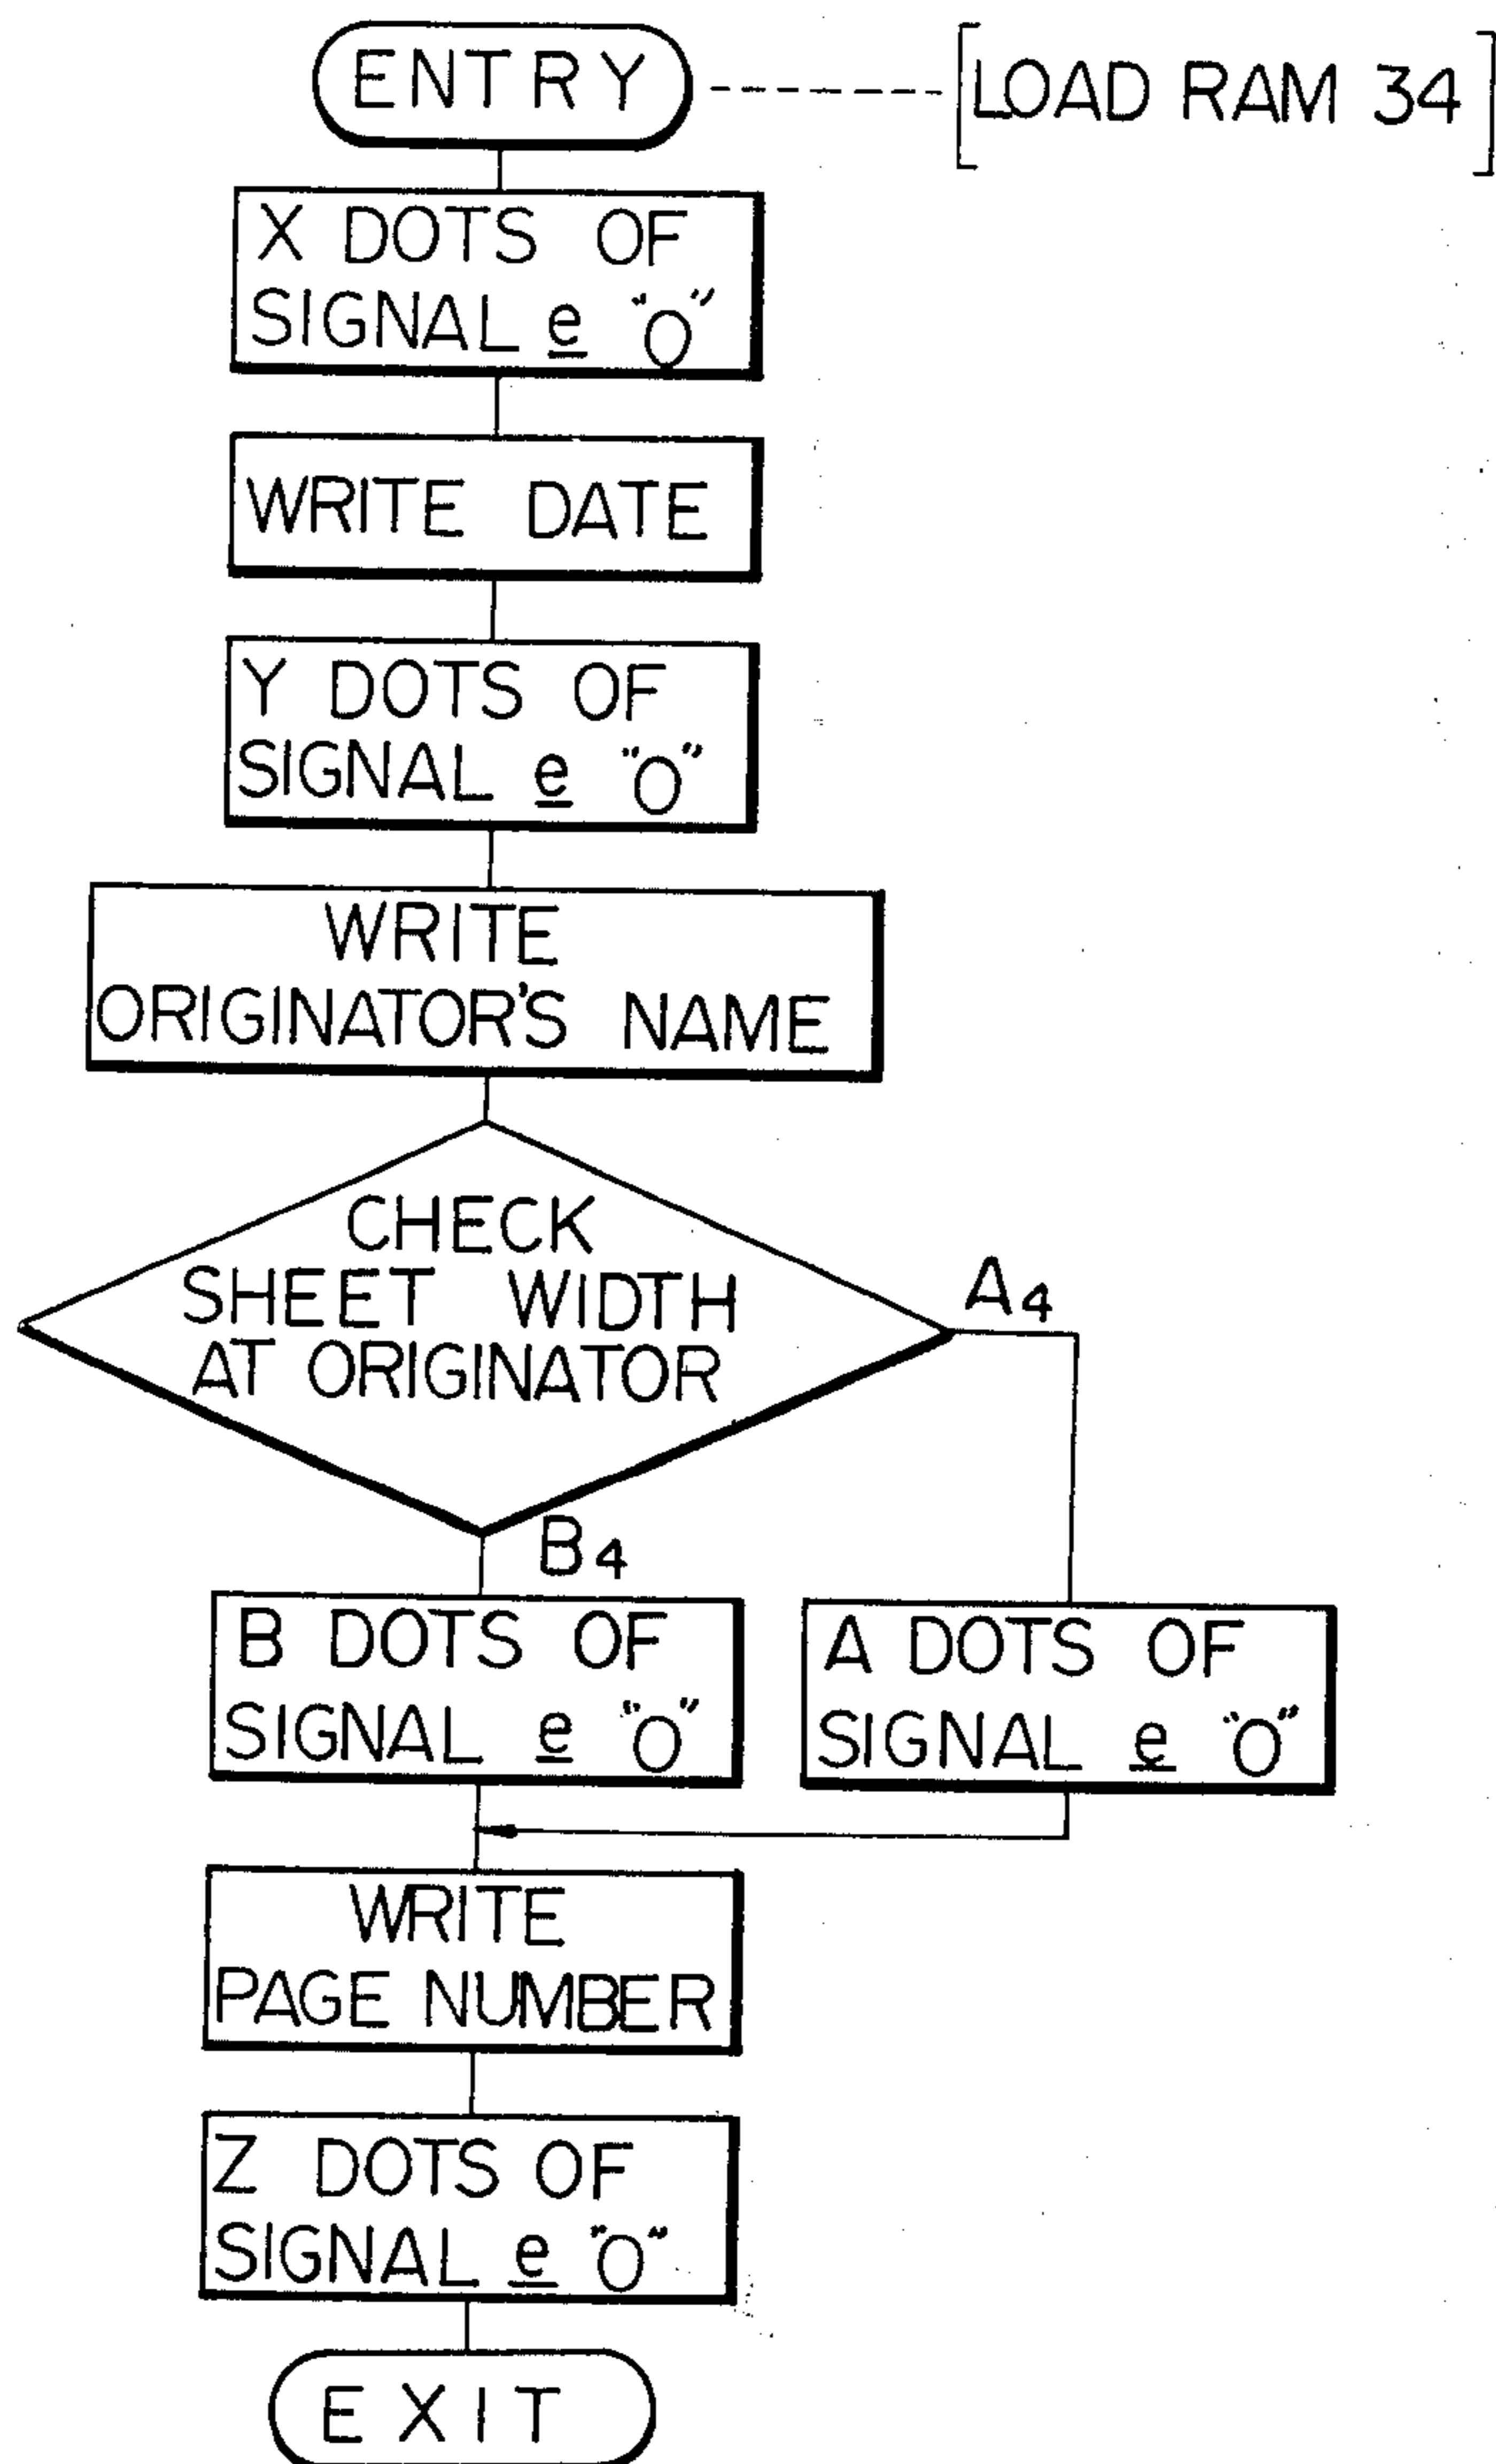 ENTRY
[LOAD RAM 34]
X DOTS OF
SIGNAL e "0"
WRITE DATE
Y DOTS OF
SIGNAL e "0"
WRITE
ORIGINATOR'S NAME
CHECK
SHEET WIDTH
AT ORIGINATOR
A4
B4
B DOTS OF
SIGNAL e "0"
A DOTS OF
SIGNAL e "0"
WRITE
PAGE NUMBER
Z DOTS OF
SIGNAL e "0"
EXIT